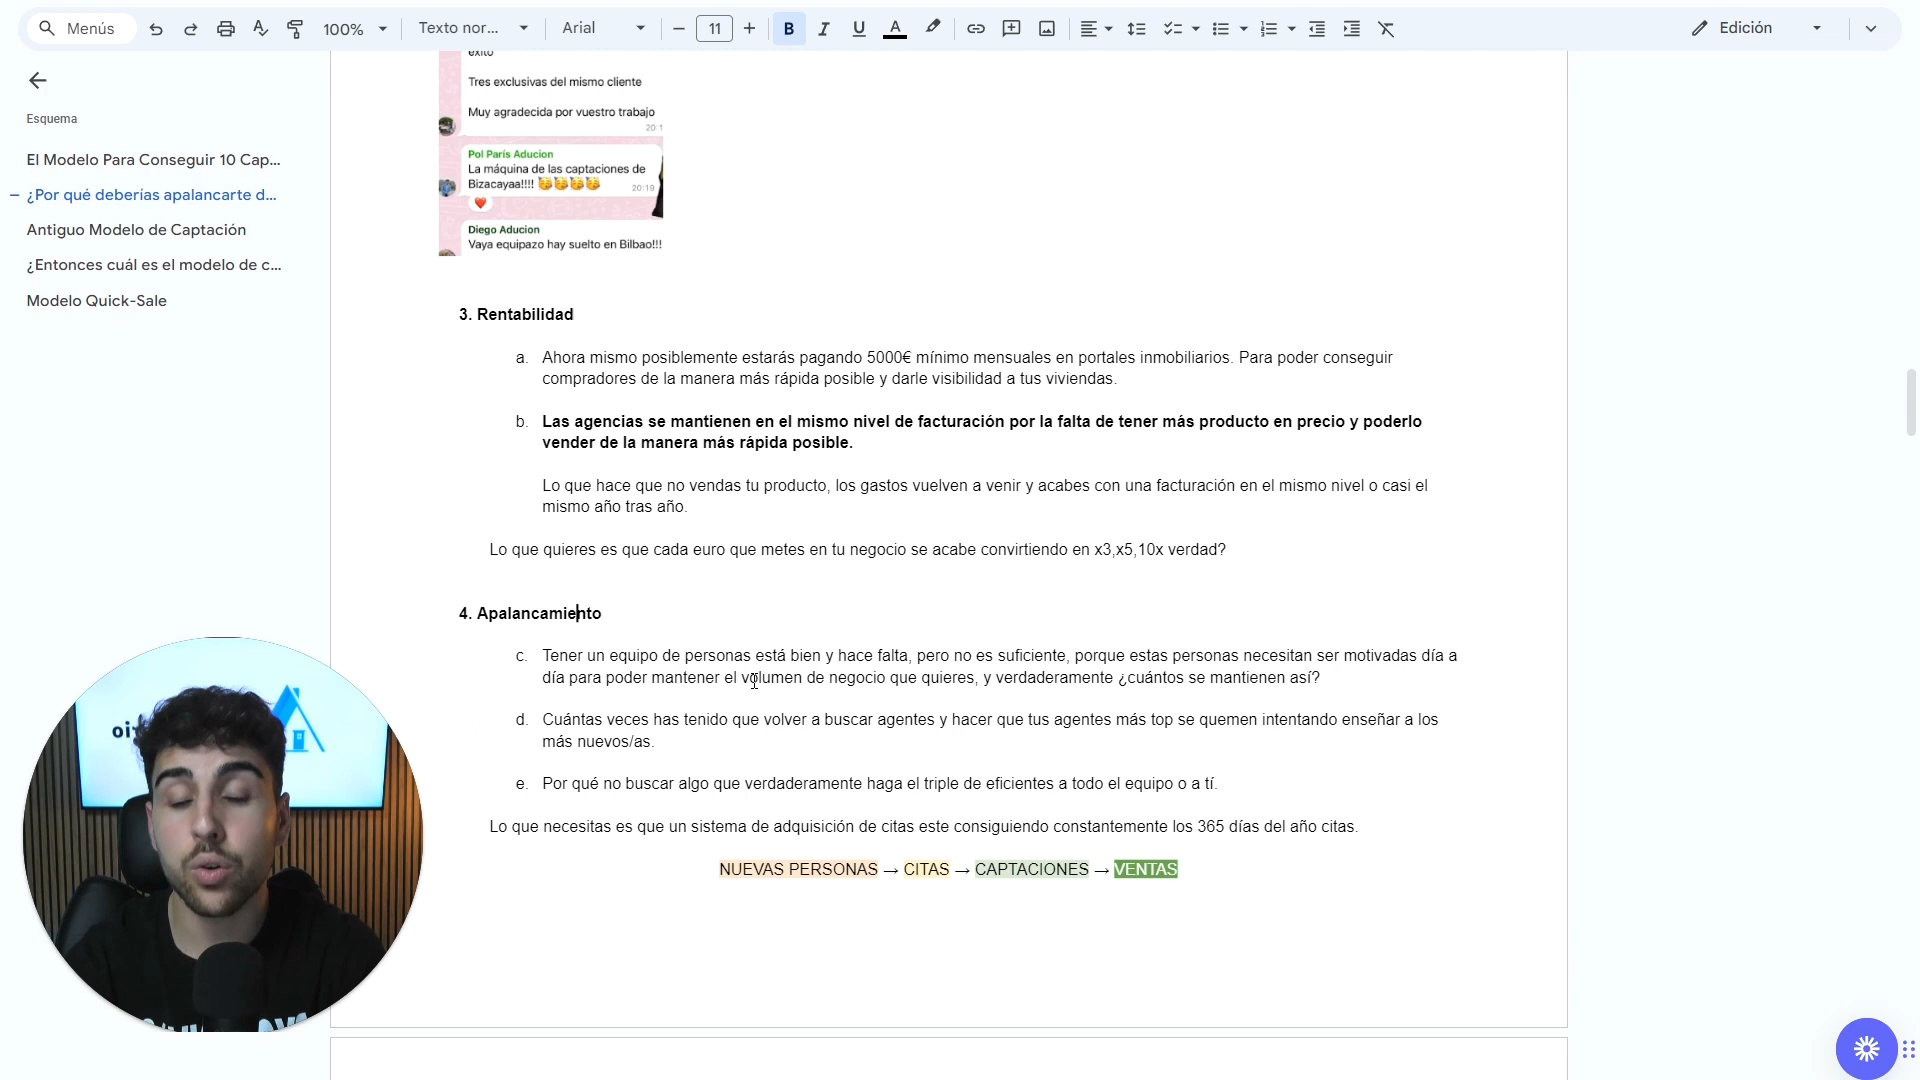 Menús
100%
Texto nor...
Arial
11
B
I
U
A
Edición
Esquema
El Modelo Para Conseguir 10 Cap...
¿Por qué deberías apalancarte d...
Antiguo Modelo de Captación
¿Entonces cuál es el modelo de c...
Modelo Quick-Sale
éxito
Tres exclusivas del mismo cliente
Muy agradecida por vuestro trabajo
20:1
Pol París Aducion
La máquina de las captaciones de
Bizacayaa!!!! 🥳🥳🥳🥳
20:19
❤️
Diego Aducion
Vaya equipazo hay suelto en Bilbao!!!
3. Rentabilidad
a. Ahora mismo posiblemente estarás pagando 5000€ mínimo mensuales en portales inmobiliarios. Para poder conseguir
compradores de la manera más rápida posible y darle visibilidad a tus viviendas.
b. Las agencias se mantienen en el mismo nivel de facturación por la falta de tener más producto en precio y poderlo
vender de la manera más rápida posible.
Lo que hace que no vendas tu producto, los gastos vuelven a venir y acabes con una facturación en el mismo nivel o casi el
mismo año tras año.
Lo que quieres es que cada euro que metes en tu negocio se acabe convirtiendo en x3,x5,10x verdad?
4. Apalancamiento
c. Tener un equipo de personas está bien y hace falta, pero no es suficiente, porque estas personas necesitan ser motivadas día a
día para poder mantener el volumen de negocio que quieres, y verdaderamente ¿cuántos se mantienen así?
d. Cuántas veces has tenido que volver a buscar agentes y hacer que tus agentes más top se quemen intentando enseñar a los
más nuevos/as.
e. Por qué no buscar algo que verdaderamente haga el triple de eficientes a todo el equipo o a tí.
Lo que necesitas es que un sistema de adquisición de citas este consiguiendo constantemente los 365 días del año citas.
NUEVAS PERSONAS → CITAS → CAPTACIONES → VENTAS